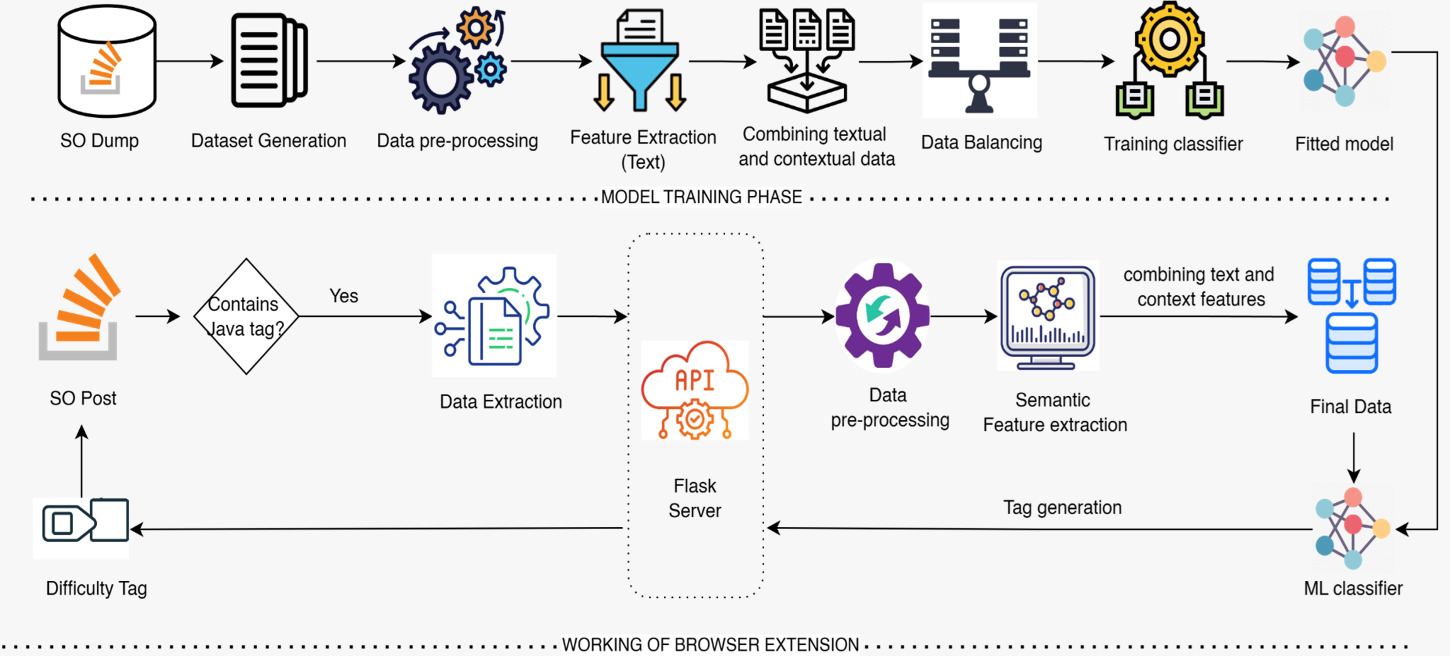 SO Dump
Dataset Generation
Data pre-processing
Feature Extraction
(Text)
Combining textual
and contextual data
Data Balancing
Training classifier
Fitted model
MODEL TRAINING PHASE
SO Post
Contains
Java tag?
Yes
Data Extraction
API
Flask
Server
Data
pre-processing
Semantic
Feature extraction
combining text and
context features
Final Data
Tag generation
ML classifier
Difficulty Tag
WORKING OF BROWSER EXTENSION